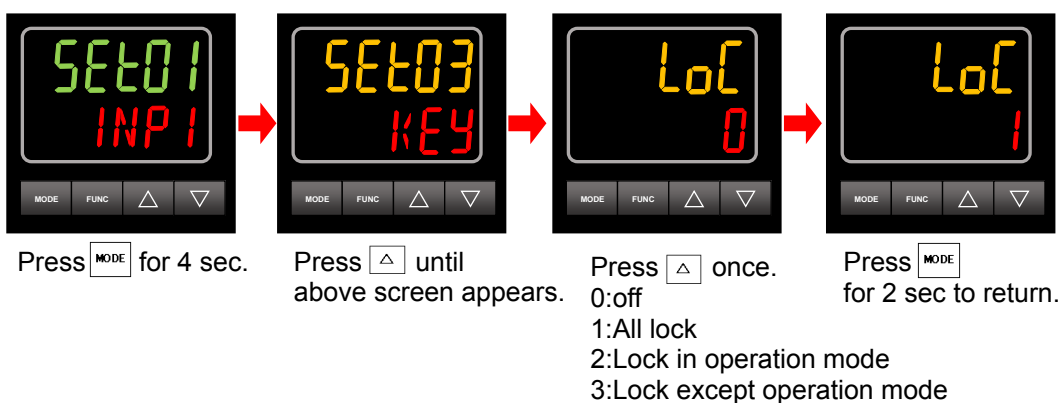 SEt01
INP1
MODE FUNC
SEt03
KEY
MODE FUNC
LoC
0
MODE FUNC
LoC
1
MODE FUNC
Press MODE for 4 sec.
Press △ until
above screen appears.
Press △ once.
0:off
1:All lock
2:Lock in operation mode
3:Lock except operation mode
Press MODE
for 2 sec to return.